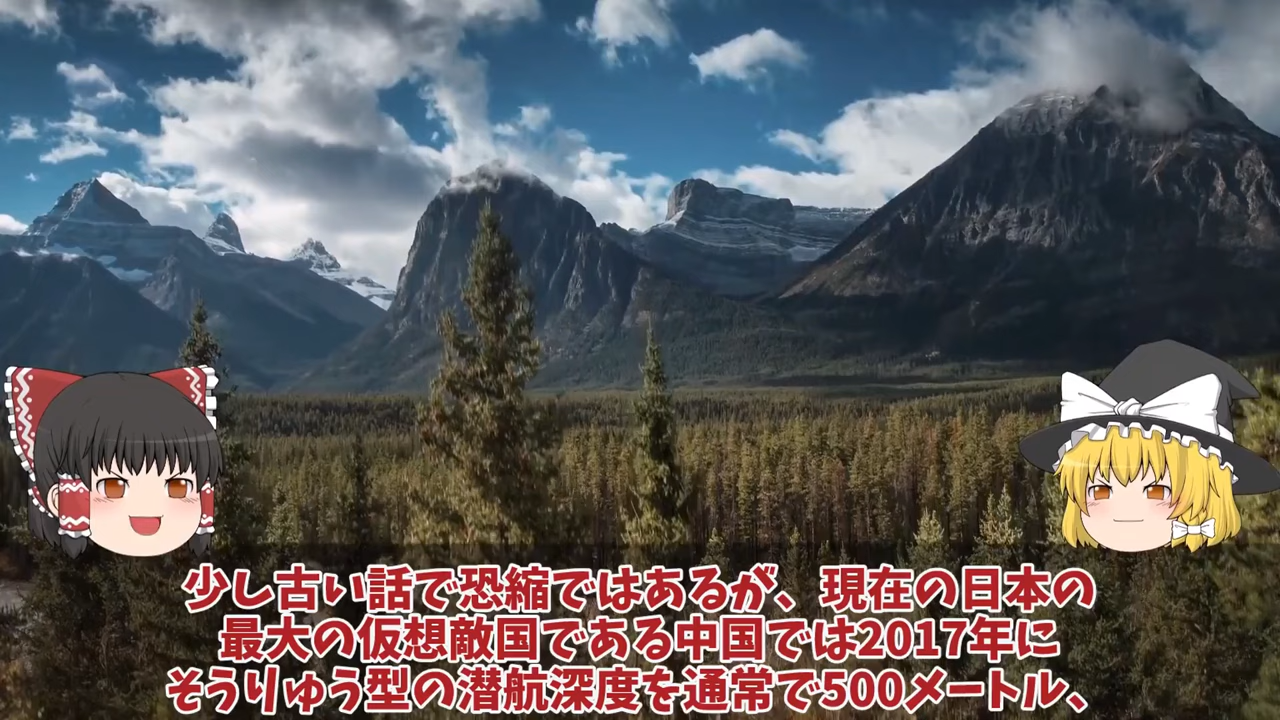 少し古い話で恐縮ではあるが、現在の日本の
最大の仮想敵国である中国では2017年に
そうりゅう型の潜航深度を通常で500メートル、